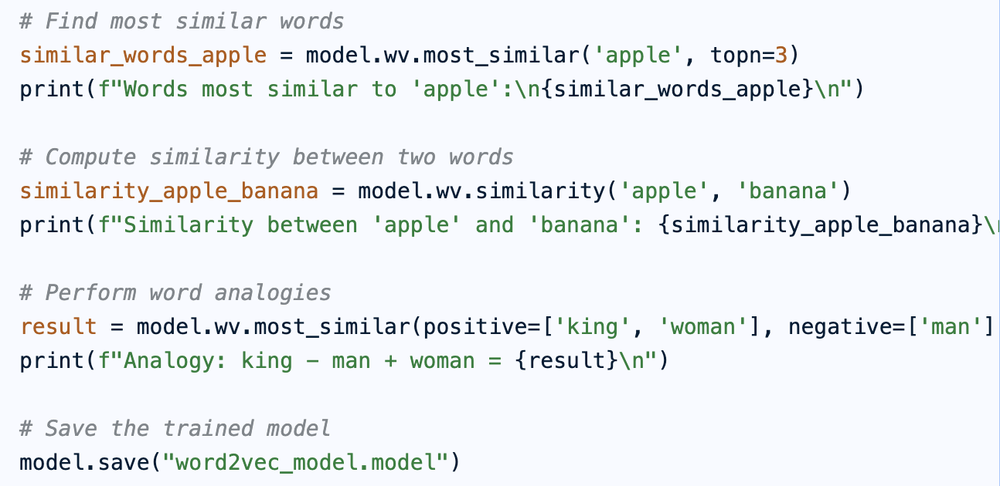 # Find most similar words
similar_words_apple = model.wv.most_similar('apple', topn=3)
print(f"Words most similar to 'apple':\n{similar_words_apple}\n")
# Compute similarity between two words
similarity_apple_banana = model.wv.similarity('apple', 'banana')
print(f"Similarity between 'apple' and 'banana': {similarity_apple_banana}\n
# Perform word analogies
result = model.wv.most_similar(positive=['king', 'woman'], negative=['man']
print(f"Analogy: king - man + woman = {result}\n")
# Save the trained model
model.save("word2vec_model.model")